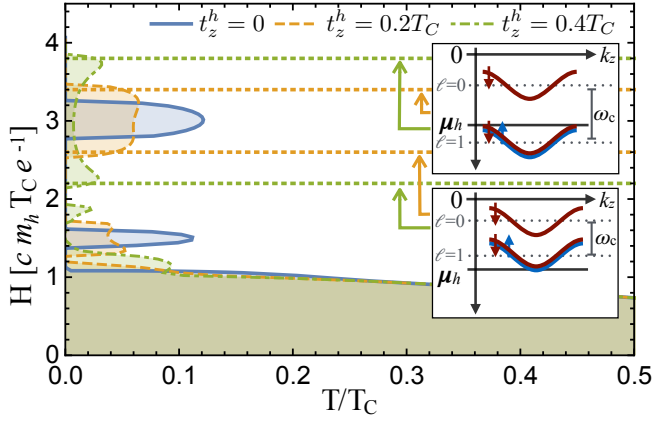 t_z^h = 0 t_z^h = 0.2T_C t_z^h = 0.4T_C
H [c m_h T_C e^-1]
4
3
2
1
0
0.0 0.1 0.2 0.3 0.4 0.5
T/T_C
0 k_z
ℓ=0
μ_h ω_c
ℓ=1
0 k_z
ℓ=0
ω_c
ℓ=1
μ_h